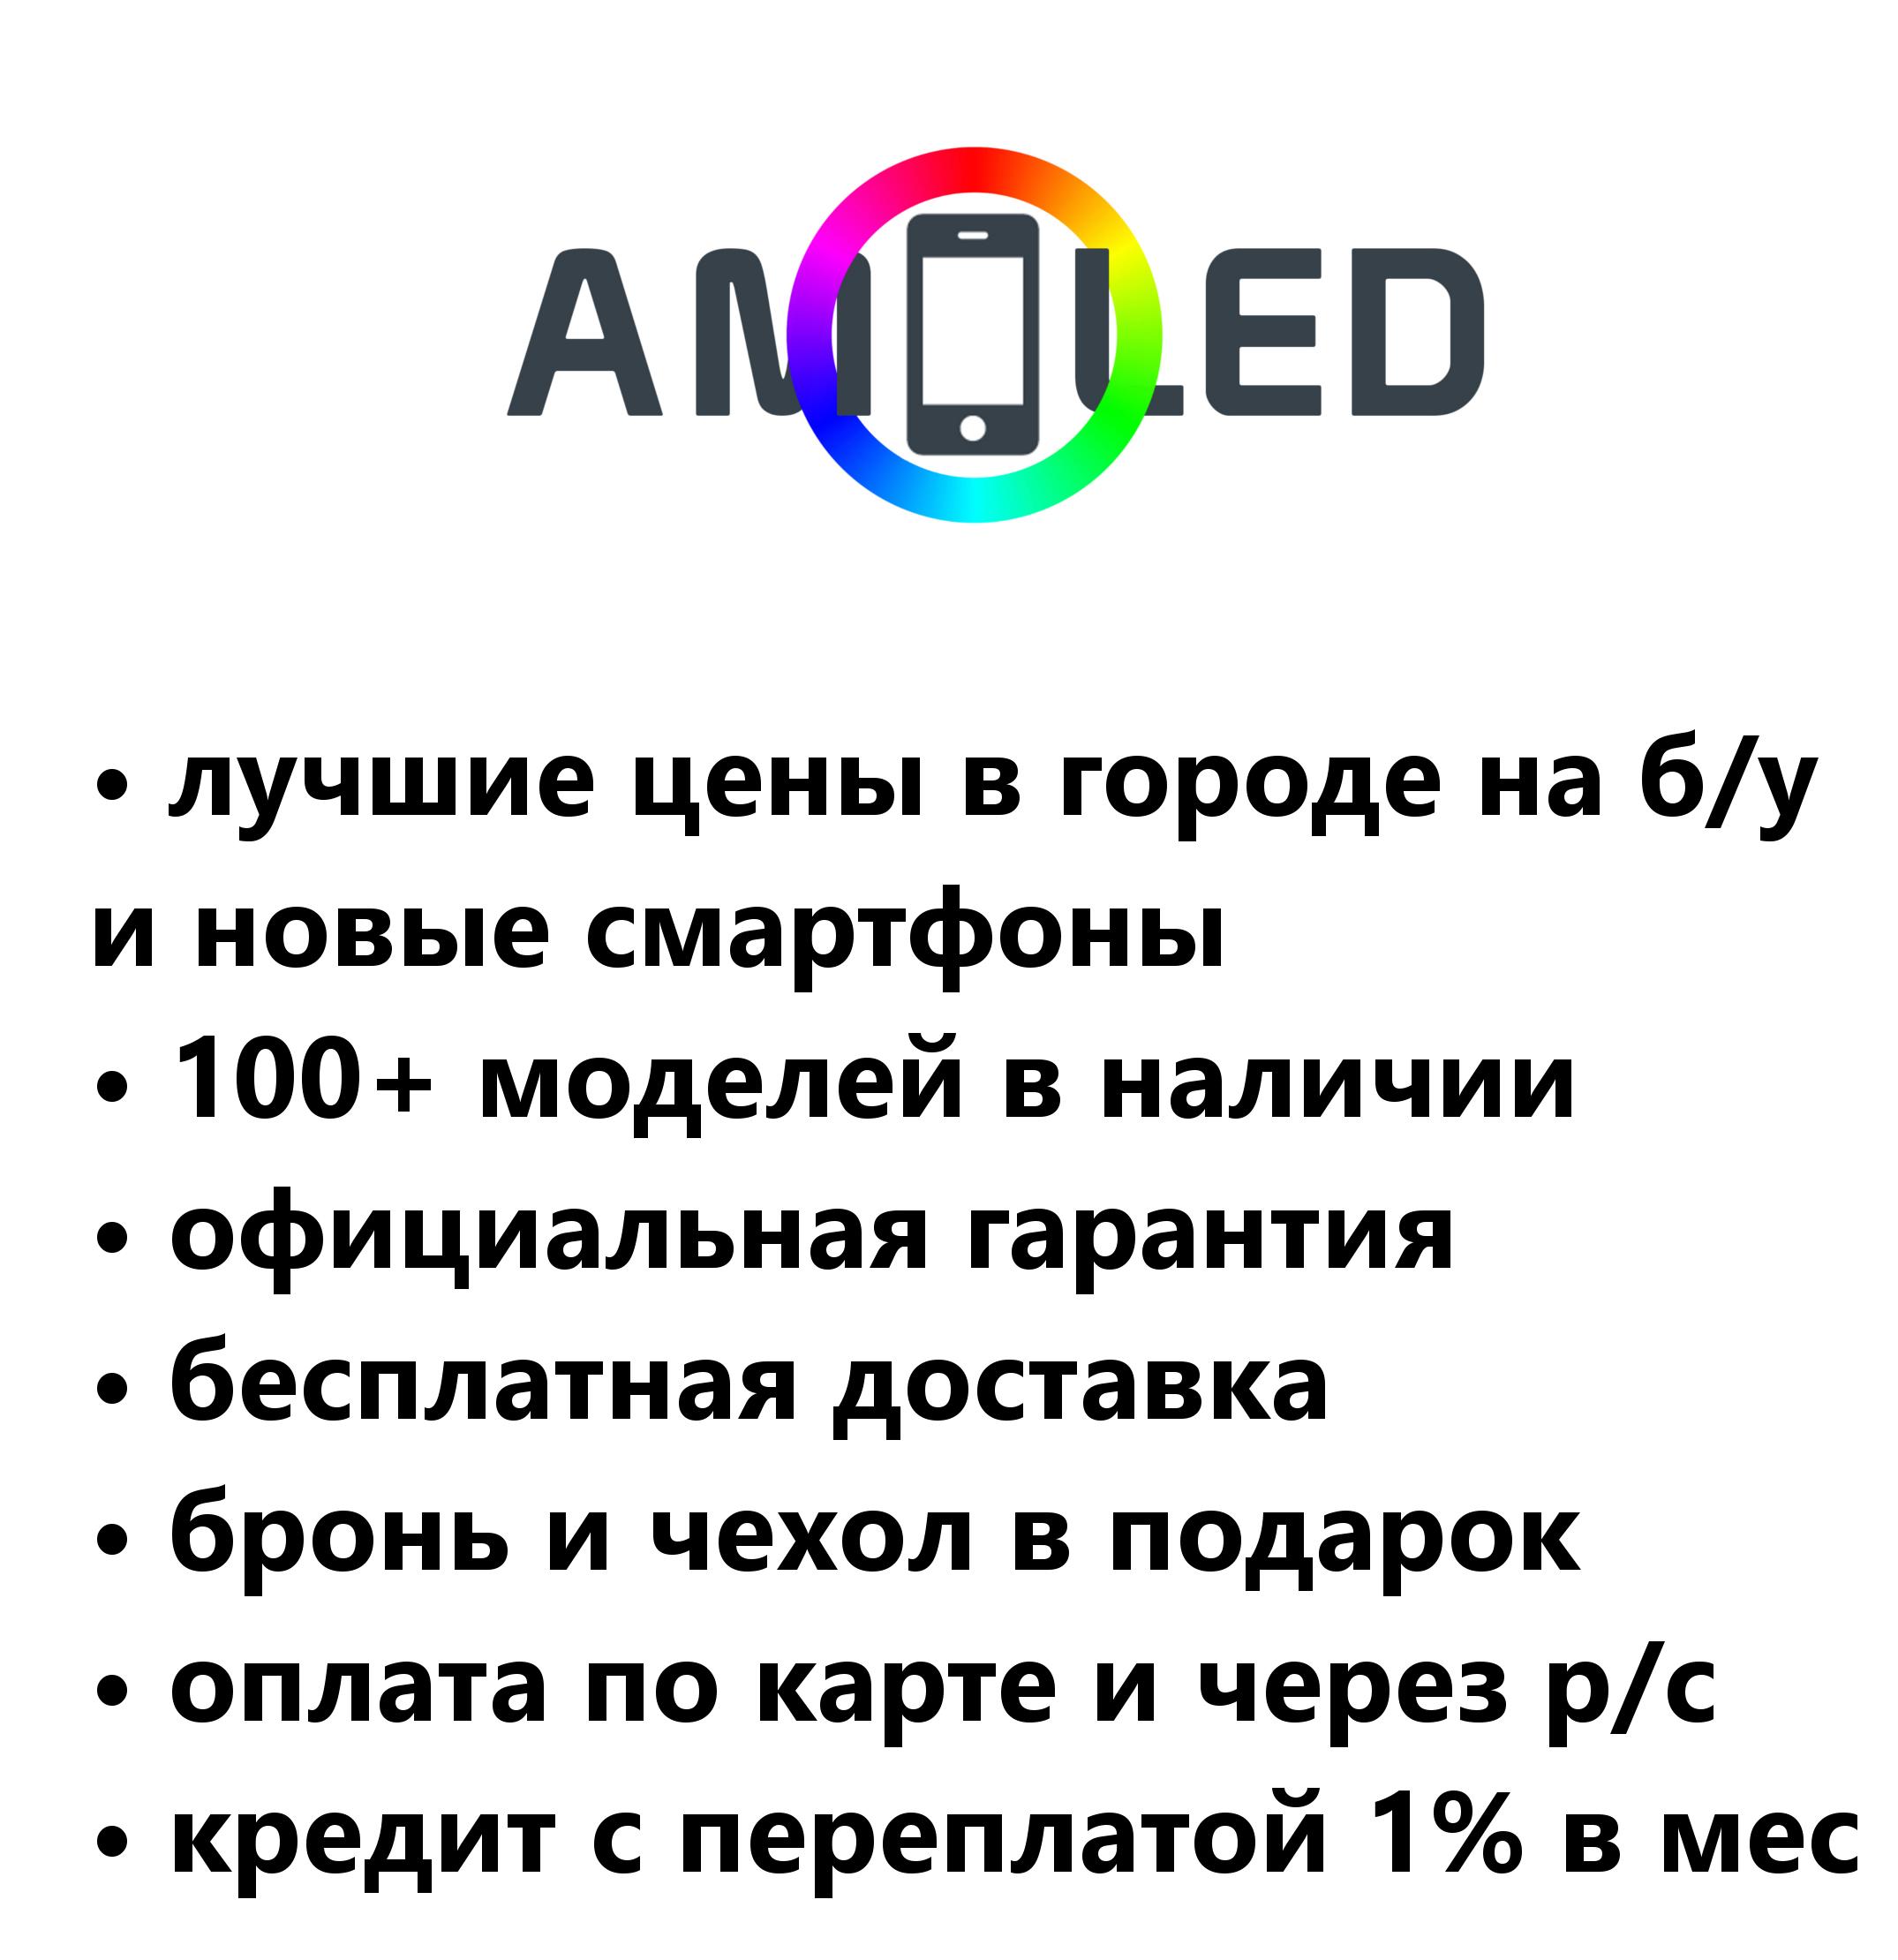 AMOLED
• лучшие цены в городе на б/у
и новые смартфоны
• 100+ моделей в наличии
• официальная гарантия
• бесплатная доставка
• бронь и чехол в подарок
• оплата по карте и через р/с
• кредит с переплатой 1% в мес